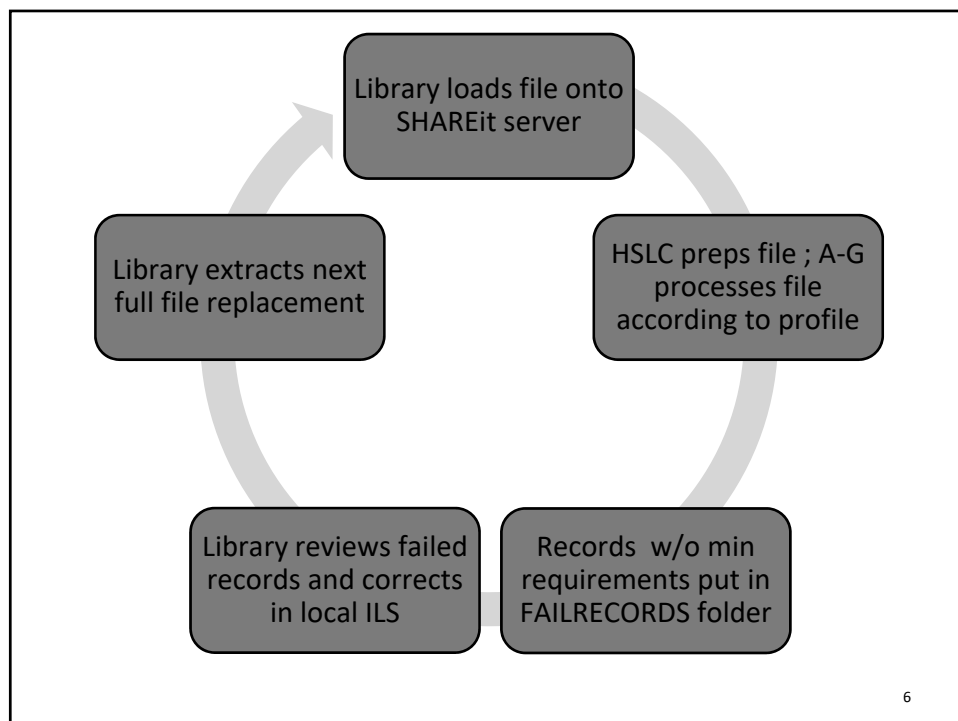 Library loads file onto
SHAREit server
HSLC preps file ; A-G
processes file
according to profile
Records w/o min
requirements put in
FAILRECORDS folder
Library reviews failed
records and corrects
in local ILS
Library extracts next
full file replacement
6